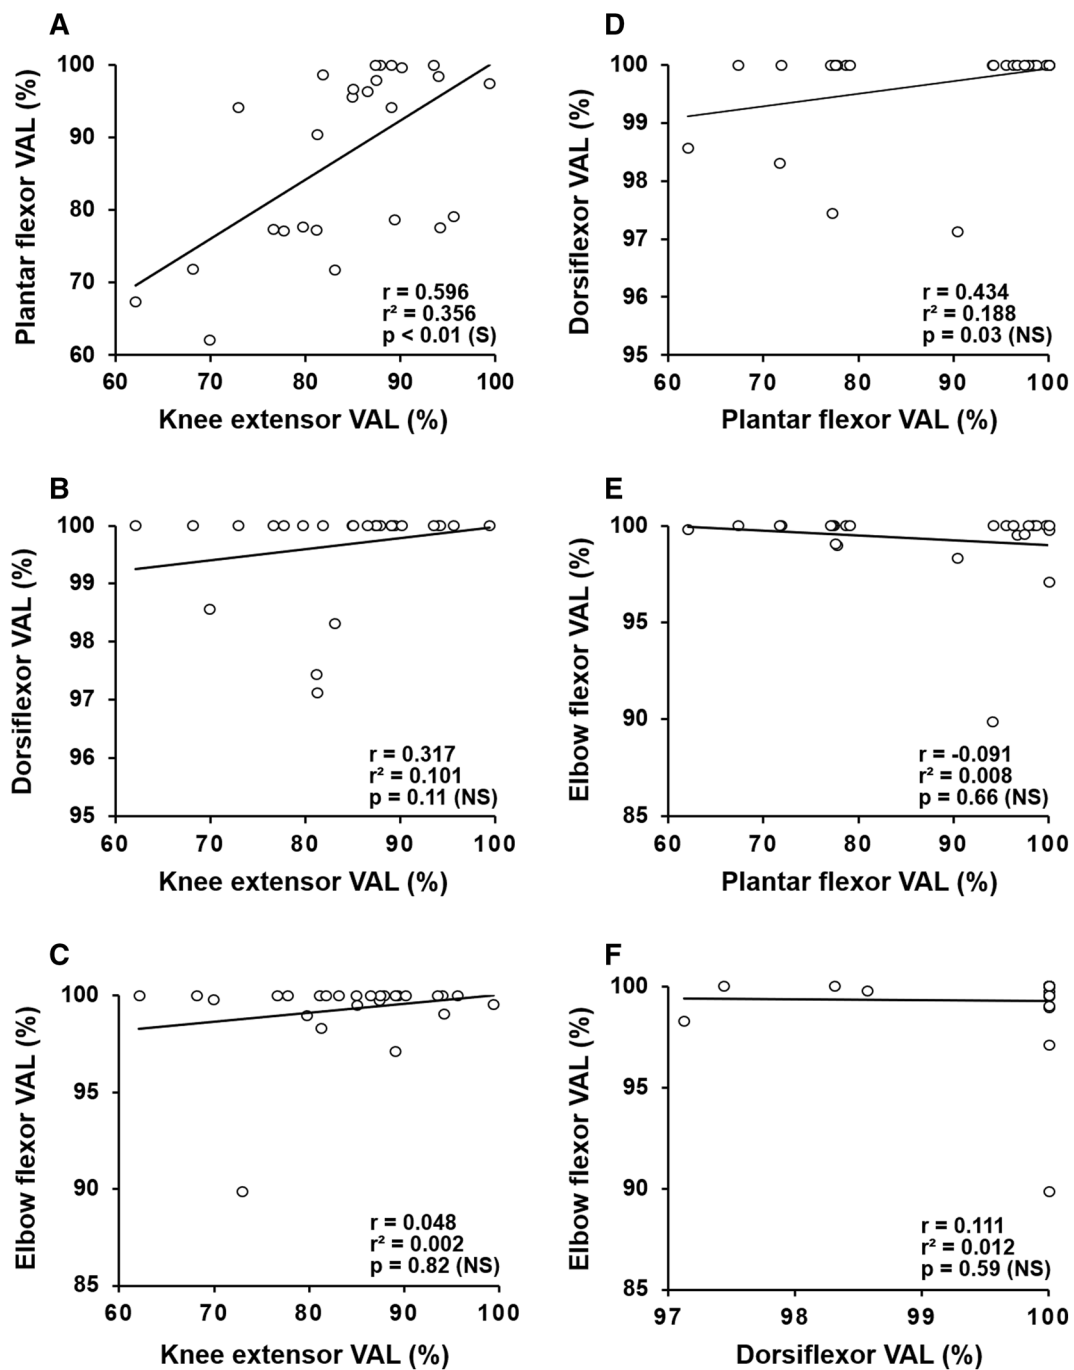 A
Plantar flexor VAL (%)
100
90
80
70
60
r = 0.596
r² = 0.356
p < 0.01 (S)
60 70 80 90 100
Knee extensor VAL (%)
D
Dorsiflexor VAL (%)
100
99
98
97
96
95
r = 0.434
r² = 0.188
p = 0.03 (NS)
60 70 80 90 100
Plantar flexor VAL (%)
B
Dorsiflexor VAL (%)
100
99
98
97
96
95
r = 0.317
r² = 0.101
p = 0.11 (NS)
60 70 80 90 100
Knee extensor VAL (%)
E
Elbow flexor VAL (%)
100
95
90
85
r = -0.091
r² = 0.008
p = 0.66 (NS)
60 70 80 90 100
Plantar flexor VAL (%)
C
Elbow flexor VAL (%)
100
95
90
85
r = 0.048
r² = 0.002
p = 0.82 (NS)
60 70 80 90 100
Knee extensor VAL (%)
F
Elbow flexor VAL (%)
100
95
90
85
r = 0.111
r² = 0.012
p = 0.59 (NS)
97 98 99 100
Dorsiflexor VAL (%)